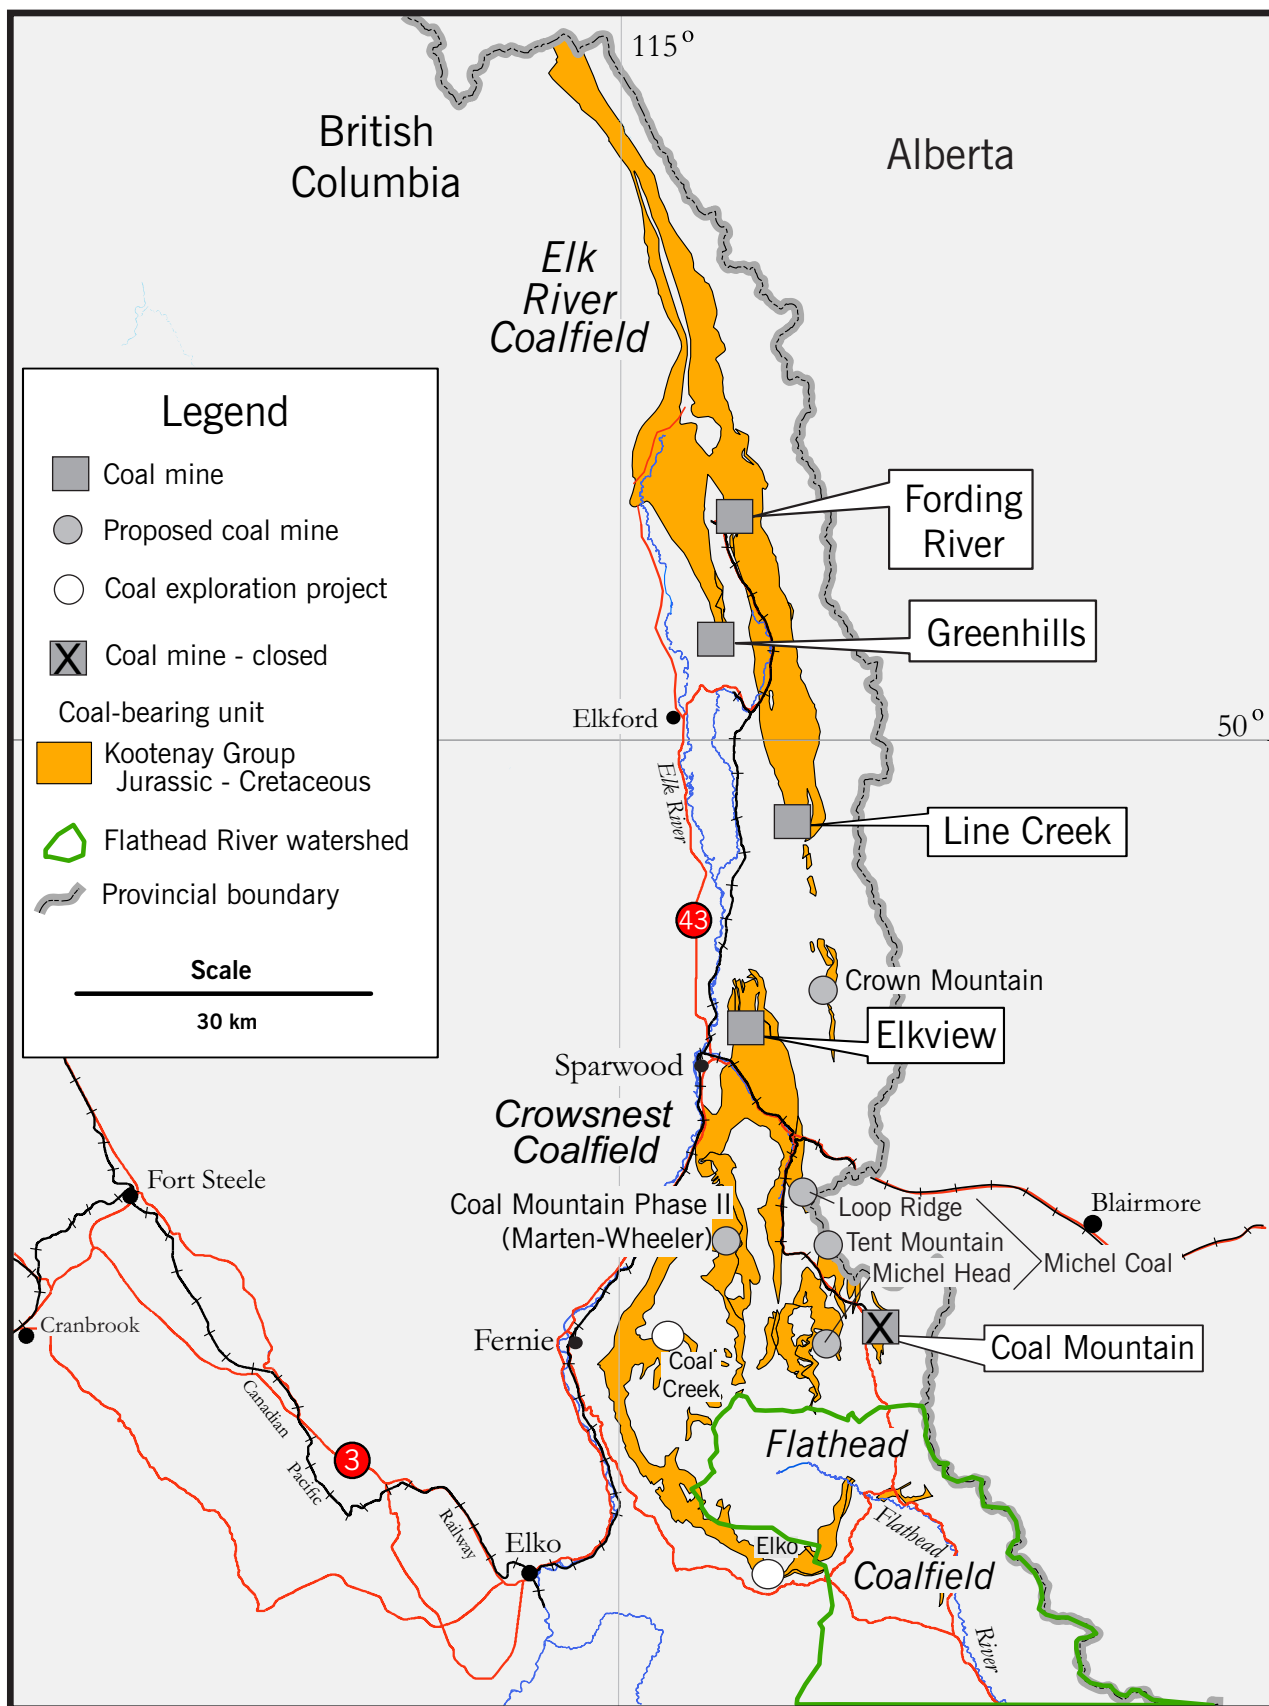 115°
British
Columbia
Alberta
Elk
River
Coalfield
Legend
Coal mine
Proposed coal mine
Coal exploration project
X
Coal mine - closed
Coal-bearing unit
Kootenay Group
Jurassic - Cretaceous
Flathead River watershed
Provincial boundary
Scale
30 km
Fording
River
Greenhills
Elkford
50°
Elk River
Line Creek
43
Crown Mountain
Elkview
Sparwood
Crowsnest
Coalfield
Fort Steele
Coal Mountain Phase II
(Marten-Wheeler)
Loop Ridge
Blairmore
Tent Mountain
Michel Head
Michel Coal
Cranbrook
Fernie
Coal
Creek
X
Coal Mountain
Canadian
Pacific
Railway
3
Flathead
Elko
Elko
Flathead
River
Coalfield